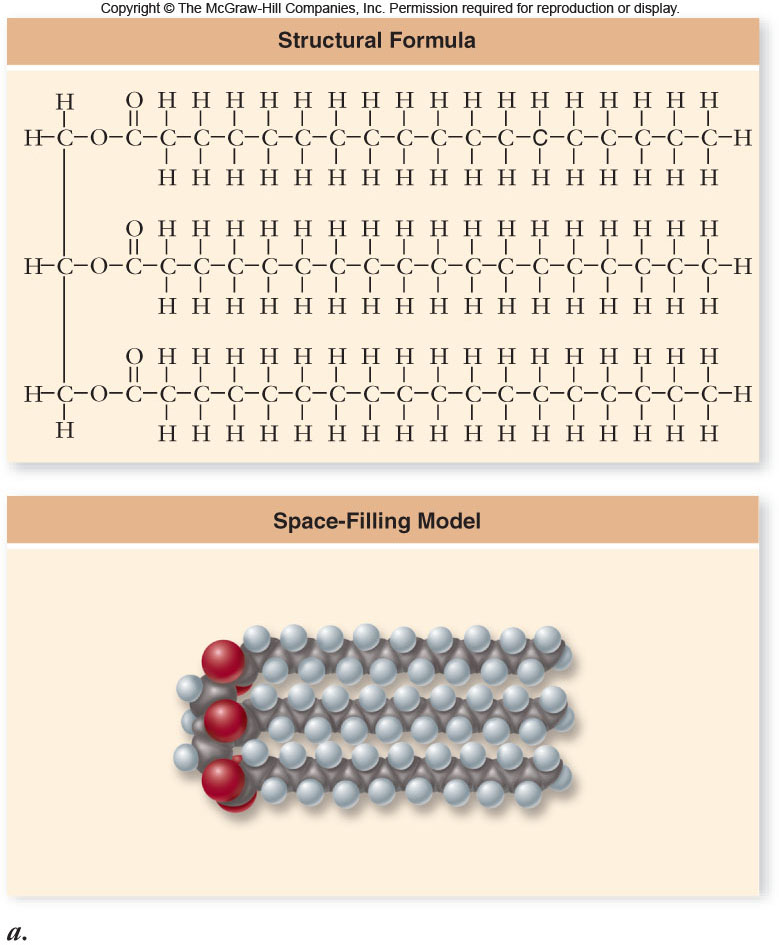 Copyright © The McGraw-Hill Companies, Inc. Permission required for reproduction or display.
Structural Formula
H O H H H H H H H H H H H H H H H H H
H–C–O–C–C–C–C–C–C–C–C–C–C–C–C–C–C–C–C–C–C–H
H H H H H H H H H H H H H H H H H
O H H H H H H H H H H H H H H H H H
H–C–O–C–C–C–C–C–C–C–C–C–C–C–C–C–C–C–C–C–C–H
H H H H H H H H H H H H H H H H H
O H H H H H H H H H H H H H H H H H
H–C–O–C–C–C–C–C–C–C–C–C–C–C–C–C–C–C–C–C–C–H
H H H H H H H H H H H H H H H H H H
Space-Filling Model
a.